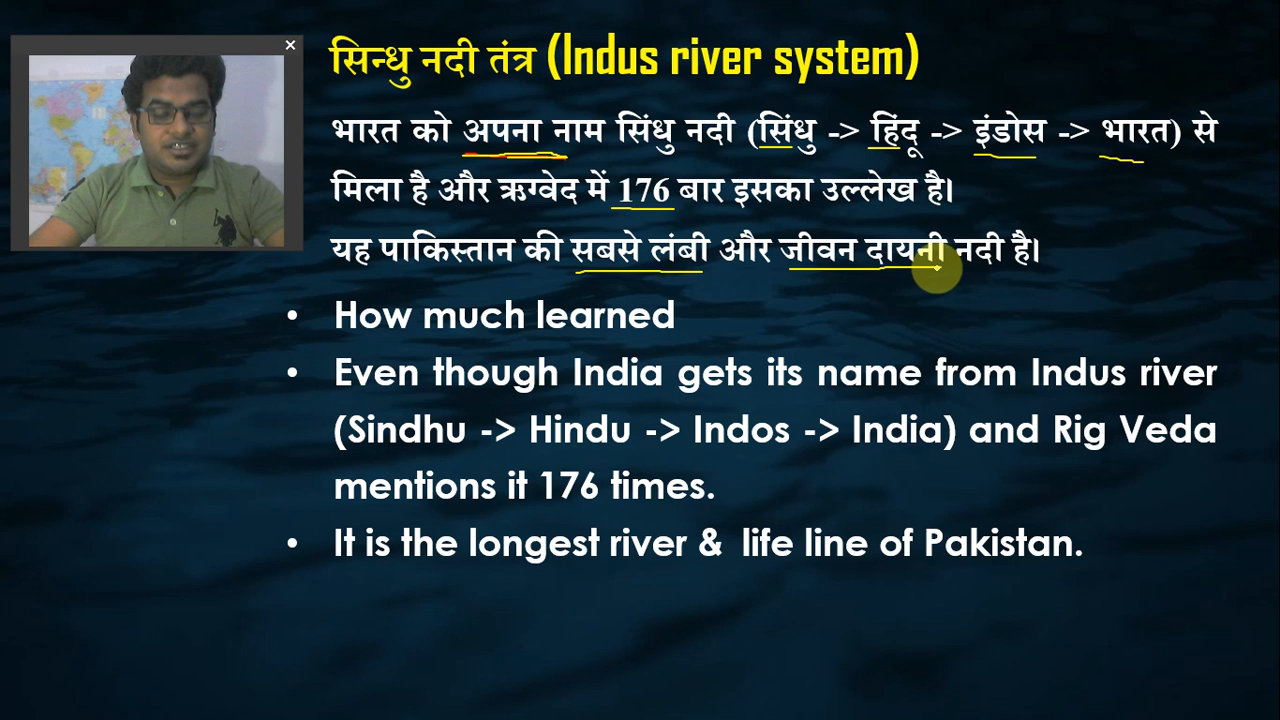 सिन्धु नदी तंत्र (Indus river system)
भारत को अपना नाम सिंधु नदी (सिंधु -> हिंदू -> इंडोस -> भारत) से
मिला है और ऋग्वेद में 176 बार इसका उल्लेख है।
यह पाकिस्तान की सबसे लंबी और जीवन दायनी नदी है।
• How much learned
• Even though India gets its name from Indus river
(Sindhu -> Hindu -> Indos -> India) and Rig Veda
mentions it 176 times.
• It is the longest river & life line of Pakistan.